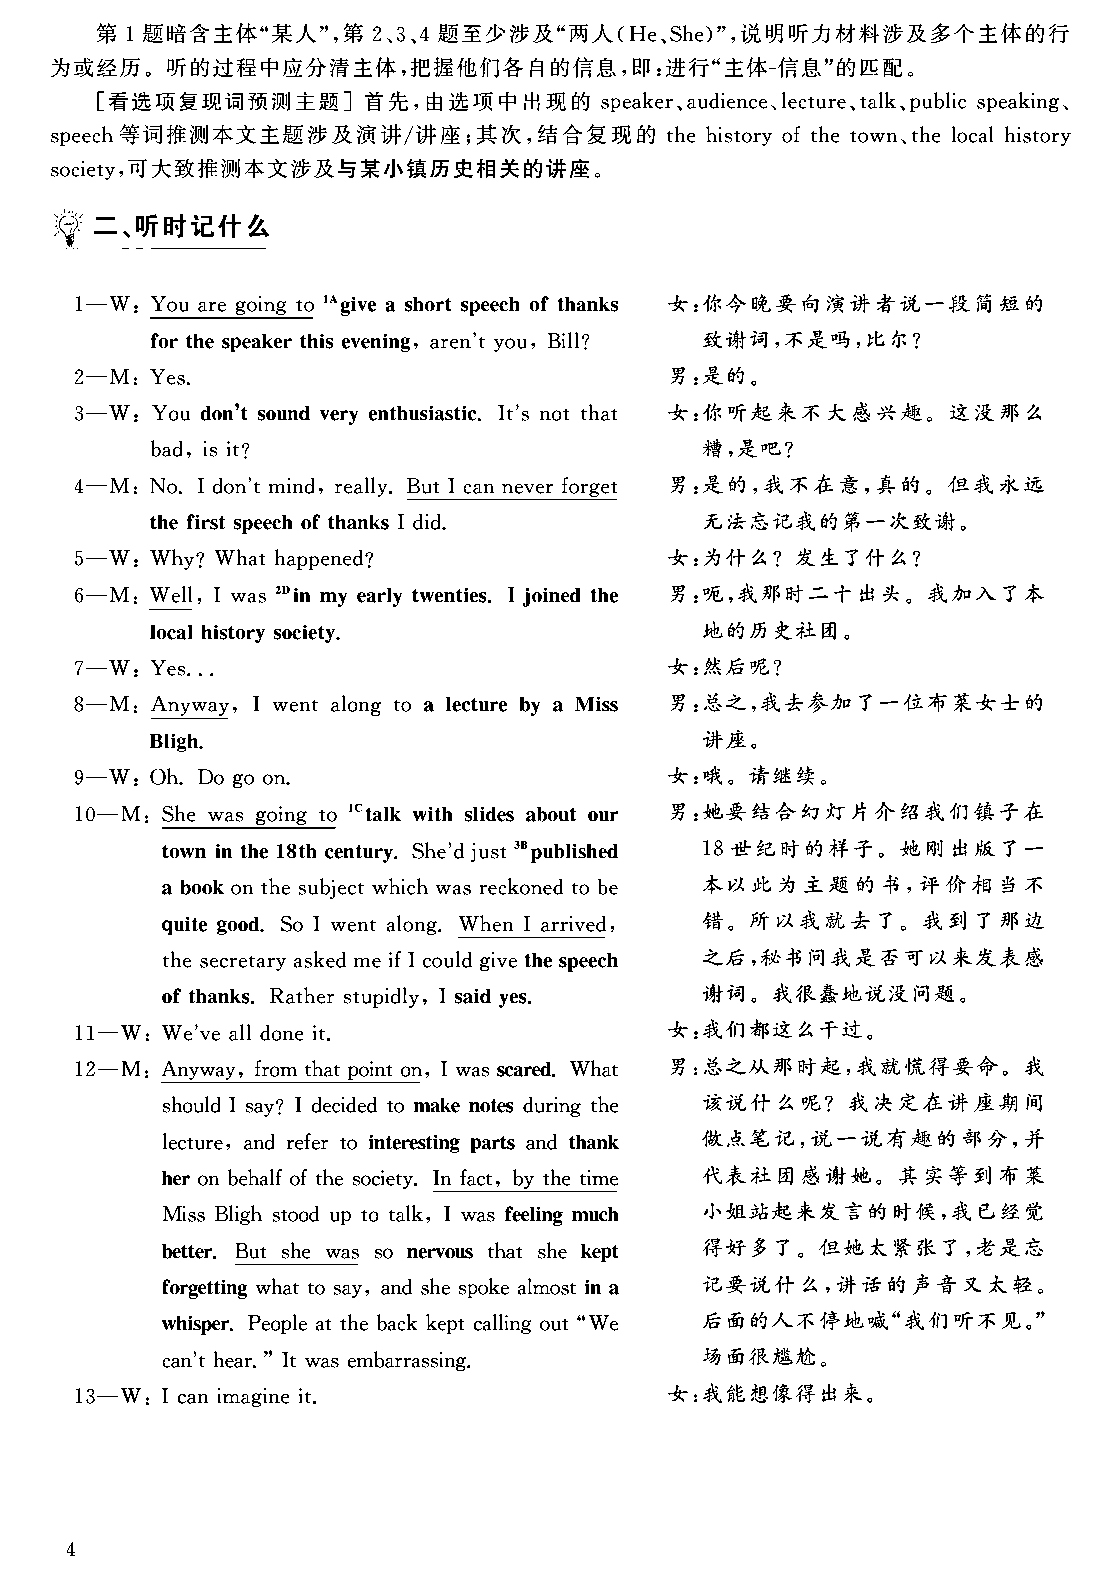 第 1 题暗含主体“某人”,第 2、3、4 题至少涉及“两人(He、She)”,说明听力材料涉及多个主体的行
为或经历。听的过程中应分清主体,把握他们各自的信息,即:进行“主体-信息”的匹配。
[看选项复现词预测主题] 首先,由选项中出现的 speaker、audience、lecture、talk、public speaking、
speech 等词推测本文主题涉及演讲/讲座;其次,结合复现的 the history of the town、the local history
society,可大致推测本文涉及与某小镇历史相关的讲座。
二、听时记什么
1—W: You are going to 1Agive a short speech of thanks
for the speaker this evening, aren't you, Bill?
2—M: Yes.
3—W: You don't sound very enthusiastic. It's not that
bad, is it?
4—M: No. I don't mind, really. But I can never forget
the first speech of thanks I did.
5—W: Why? What happened?
6—M: Well, I was 2Din my early twenties. I joined the
local history society.
7—W: Yes...
8—M: Anyway, I went along to a lecture by a Miss
Bligh.
9—W: Oh. Do go on.
10—M: She was going to 1Ctalk with slides about our
town in the 18th century. She'd just 3Bpublished
a book on the subject which was reckoned to be
quite good. So I went along. When I arrived,
the secretary asked me if I could give the speech
of thanks. Rather stupidly, I said yes.
11—W: We've all done it.
12—M: Anyway, from that point on, I was scared. What
should I say? I decided to make notes during the
lecture, and refer to interesting parts and thank
her on behalf of the society. In fact, by the time
Miss Bligh stood up to talk, I was feeling much
better. But she was so nervous that she kept
forgetting what to say, and she spoke almost in a
whisper. People at the back kept calling out “We
can't hear.” It was embarrassing.
13—W: I can imagine it.
女:你今晚要向演讲者说一段简短的
致谢词,不是吗,比尔?
男:是的。
女:你听起来不大感兴趣。这没那么
糟,是吧?
男:是的,我不在意,真的。但我永远
无法忘记我的第一次致谢。
女:为什么? 发生了什么?
男:呃,我那时二十出头。我加入了本
地的历史社团。
女:然后呢?
男:总之,我去参加了一位布莱女士的
讲座。
女:哦。请继续。
男:她要结合幻灯片介绍我们镇子在
18 世纪时的样子。她刚出版了一
本以此为主题的书,评价相当不
错。所以我就去了。我到了那边
之后,秘书问我是否可以来发表感
谢词。我很蠢地说没问题。
女:我们都这么干过。
男:总之从那时起,我就慌得要命。我
该说什么呢? 我决定在讲座期间
做点笔记,说一说有趣的部分,并
代表社团感谢她。其实等到布莱
小姐站起来发言的时候,我已经觉
得好多了。但她太紧张了,老是忘
记要说什么,讲话的声音又太轻。
后面的人不停地喊“我们听不见。”
场面很尴尬。
女:我能想像得出来。
4